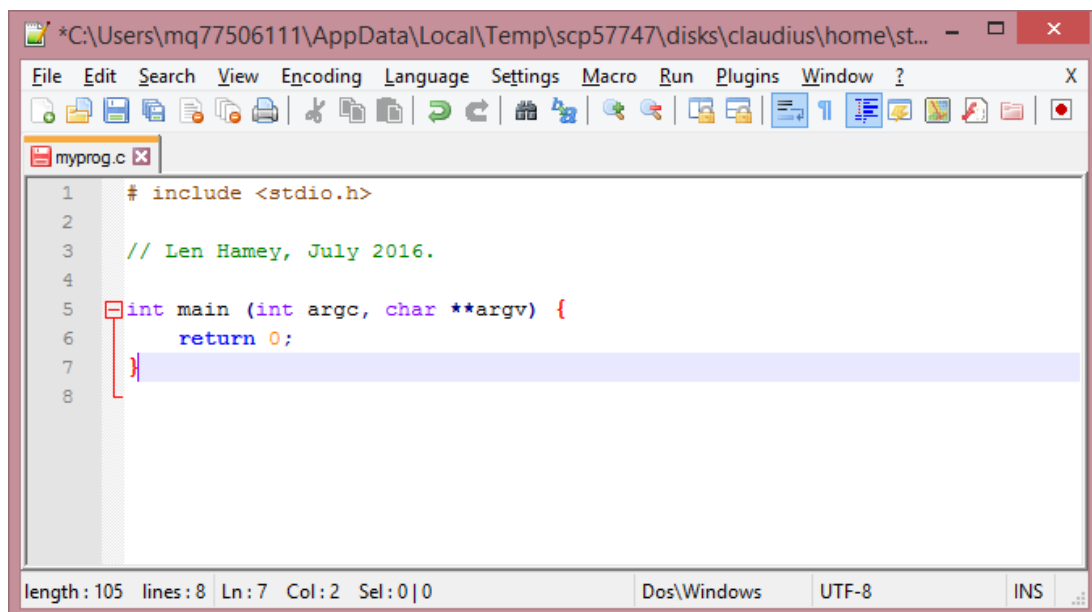 *C:\Users\mq77506111\AppData\Local\Temp\scp57747\disks\claudius\home\st...
File Edit Search View Encoding Language Settings Macro Run Plugins Window ? X
myprog.c
1 # include <stdio.h>
2
3 // Len Hamey, July 2016.
4
5 int main (int argc, char **argv) {
6 return 0;
7 }
8
length : 105 lines : 8 Ln : 7 Col : 2 Sel : 0 | 0 Dos\Windows UTF-8 INS